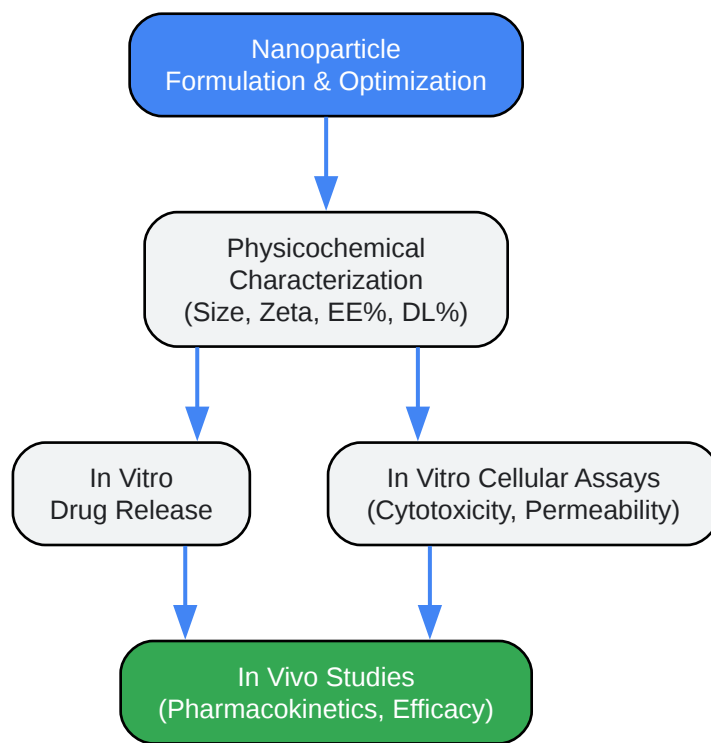 Nanoparticle
Formulation & Optimization
Physicochemical
Characterization
(Size, Zeta, EE%, DL%)
In Vitro
Drug Release
In Vitro Cellular Assays
(Cytotoxicity, Permeability)
In Vivo Studies
(Pharmacokinetics, Efficacy)